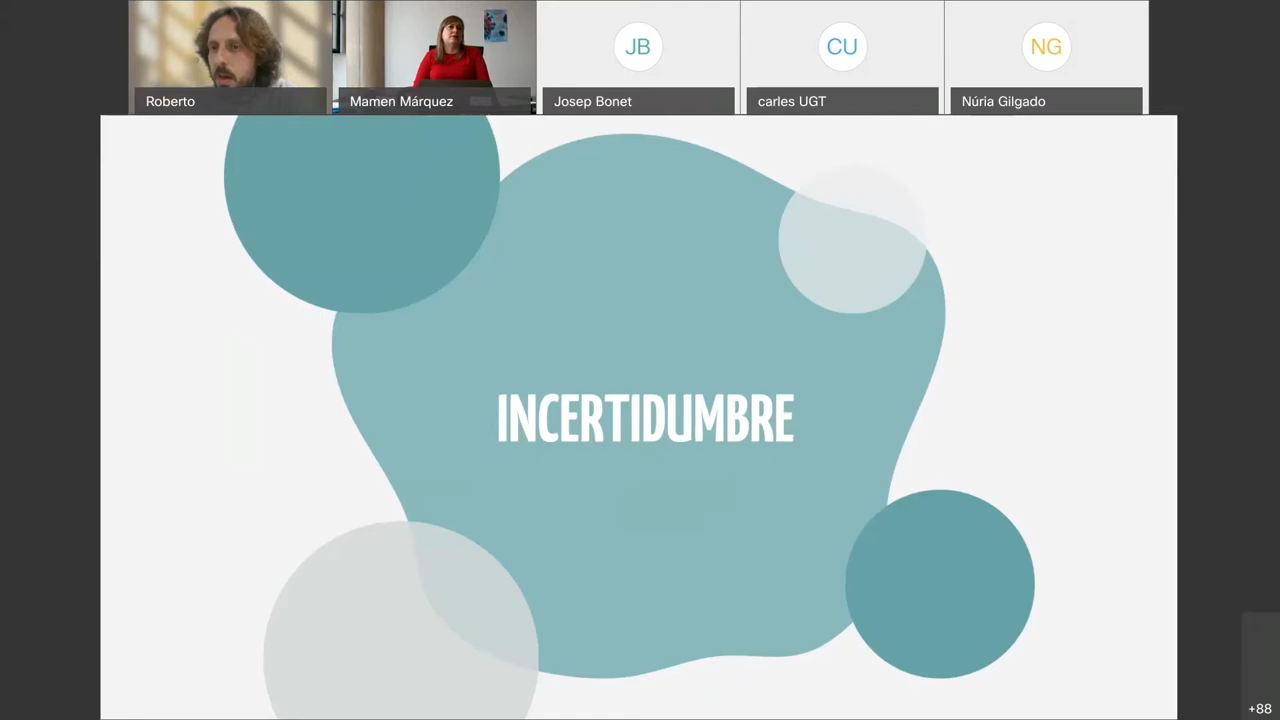 JB
CU
NG
Roberto
Mamen Márquez
Josep Bonet
carles UGT
Núria Gilgado
INCERTIDUMBRE
+88